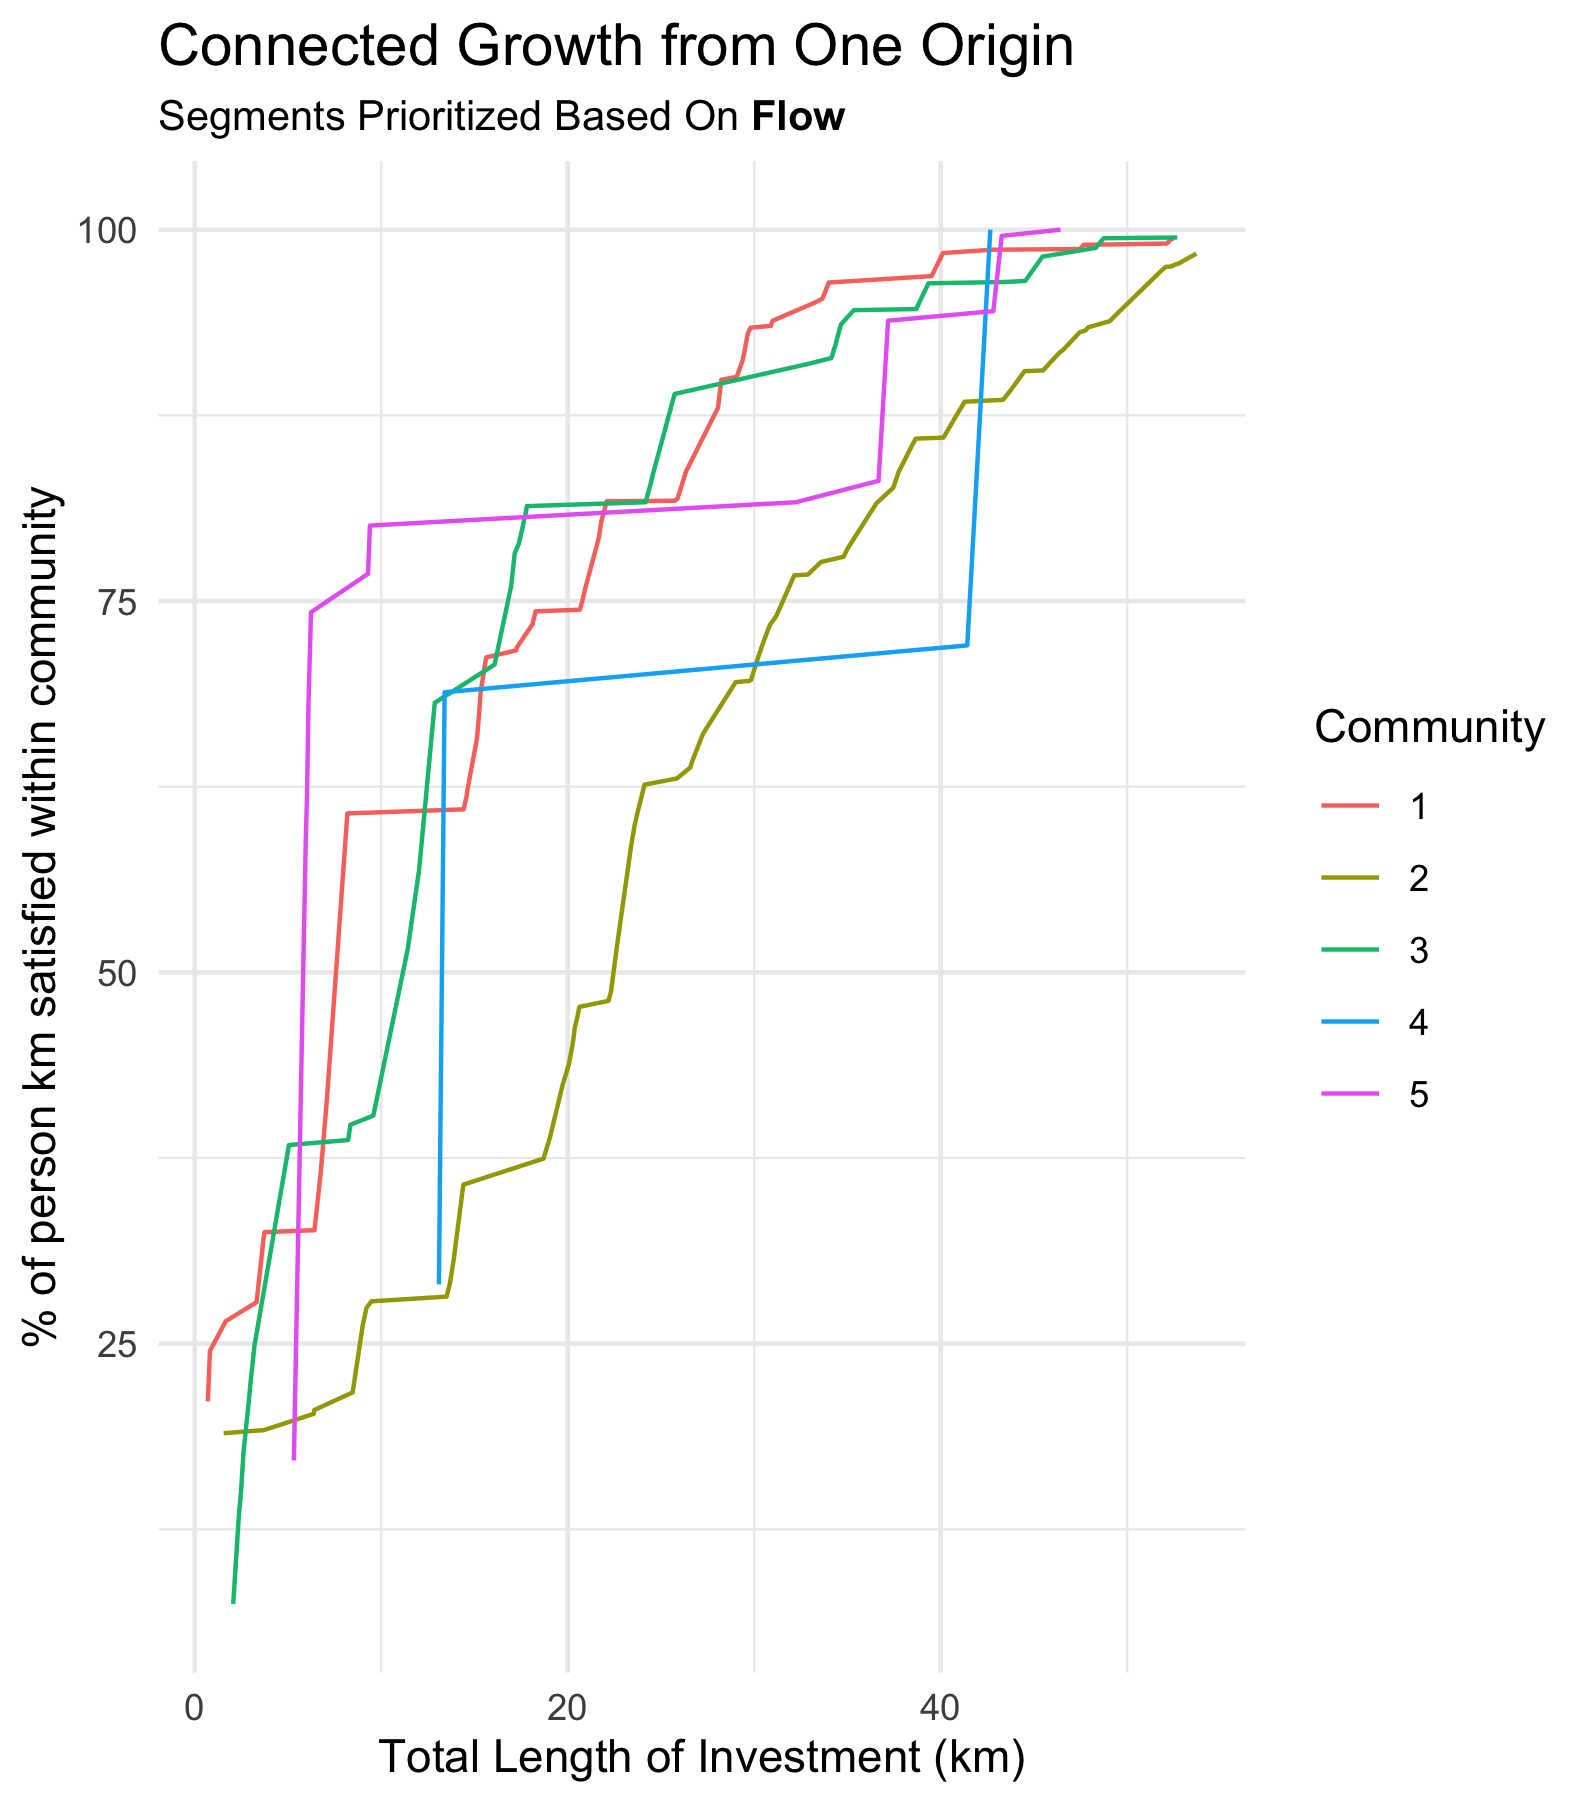 Connected Growth from One Origin
Segments Prioritized Based On Flow
% of person km satisfied within community
100
75
50
25
0
20
40
Total Length of Investment (km)
Community
1
2
3
4
5